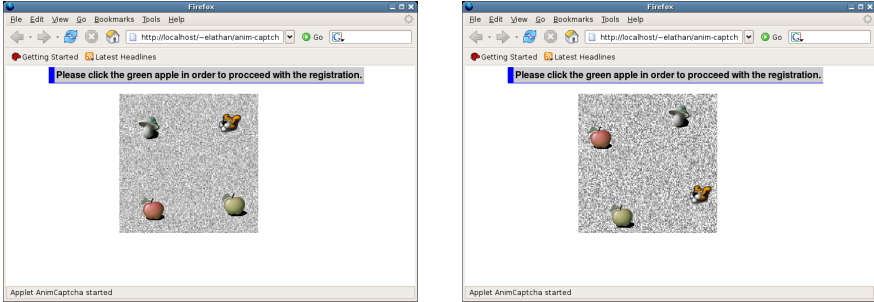 Firefox
File Edit View Go Bookmarks Tools Help
http://localhost/~elathan/anim-captch Go
Getting Started Latest Headlines
Please click the green apple in order to procceed with the registration.
Applet AnimCaptcha started
Firefox
File Edit View Go Bookmarks Tools Help
http://localhost/~elathan/anim-captch Go
Getting Started Latest Headlines
Please click the green apple in order to procceed with the registration.
Applet AnimCaptcha started